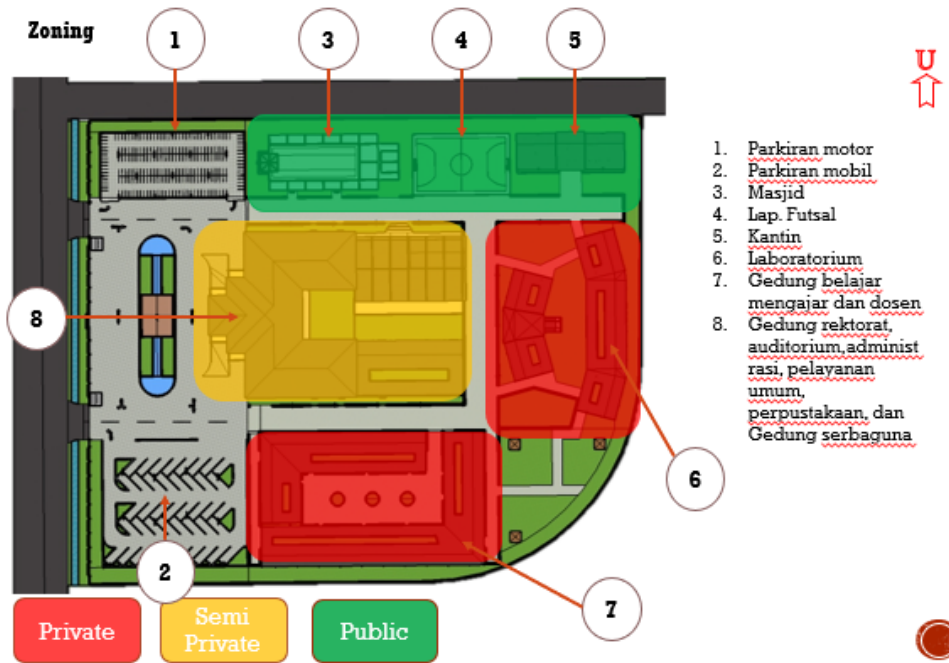 Zoning
1
3
4
5
U
1. Parkiran motor
2. Parkiran mobil
3. Masjid
4. Lap. Futsal
5. Kantin
6. Laboratorium
7. Gedung belajar
mengajar dan dosen
8. Gedung rektorat,
auditorium,administ
rasi, pelayanan
umum,
perpustakaan, dan
Gedung serbaguna
8
6
2
7
Private
Semi
Private
Public